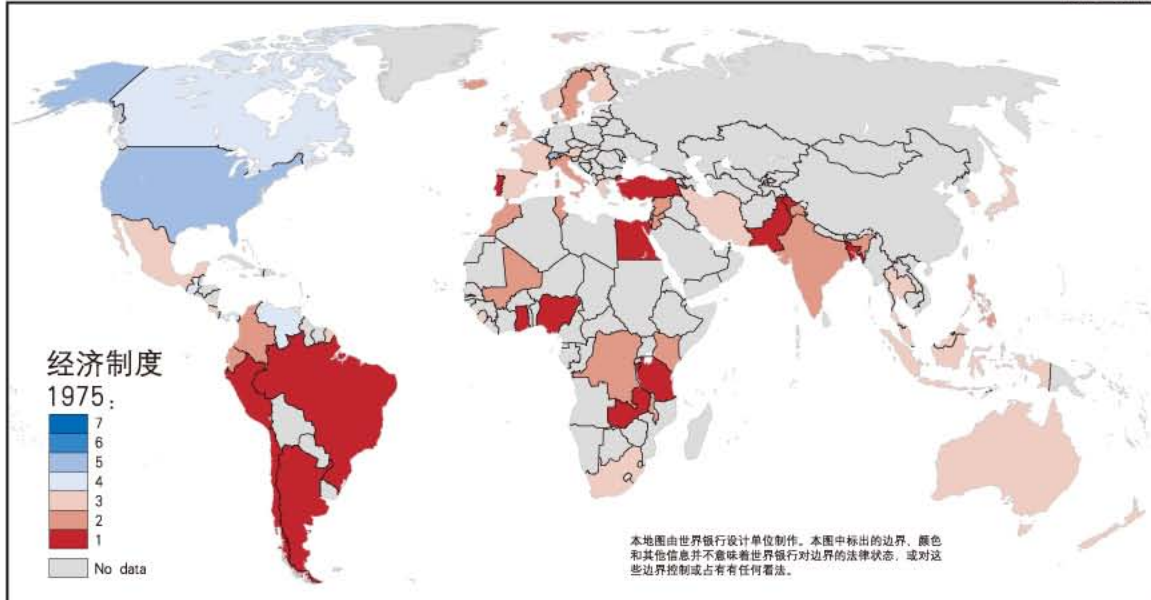 经济制度
1975：
7
6
5
4
3
2
1
No data
本地图由世界银行设计单位制作。本图中标出的边界、颜色
和其他信息并不意味着世界银行对边界的法律状态，或对这
些边界控制或占有有任何看法。